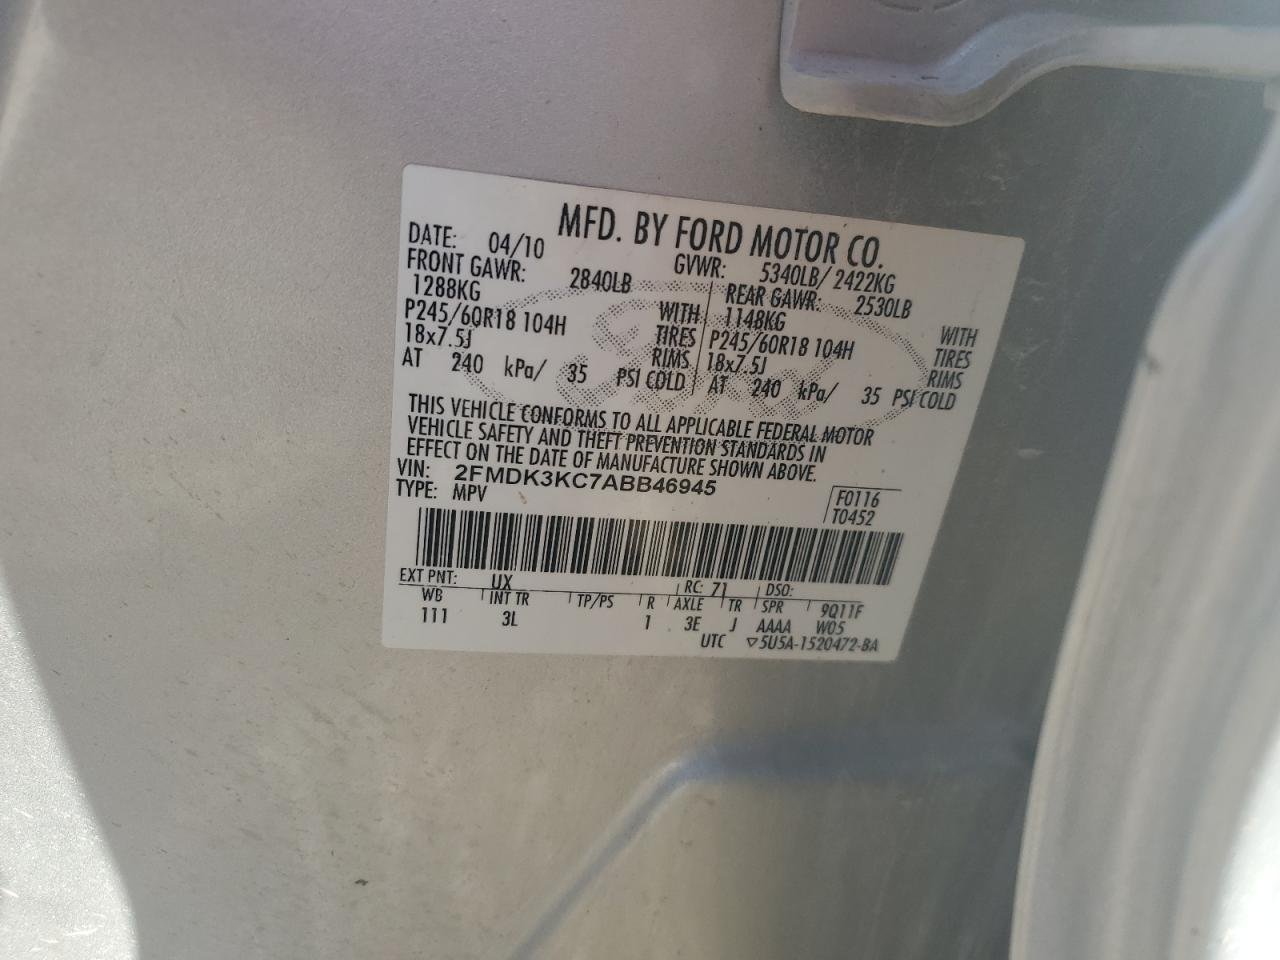 MFD. BY FORD MOTOR CO.
DATE: 04/10 GVWR: 5340LB/ 2422KG
FRONT GAWR: 2840LB REAR GAWR: 2530LB
1288KG WITH 1148KG WITH
P245/60R18 104H TIRES P245/60R18 104H TIRES
18x7.5J RIMS 18x7.5J RIMS
AT 240 kPa/ 35 PSI COLD AT 240 kPa/ 35 PSI COLD
THIS VEHICLE CONFORMS TO ALL APPLICABLE FEDERAL MOTOR
VEHICLE SAFETY AND THEFT PREVENTION STANDARDS IN
EFFECT ON THE DATE OF MANUFACTURE SHOWN ABOVE.
VIN: 2FMDK3KC7ABB46945
TYPE: MPV F0116
T0452
EXT PNT: UX RC: 71 DSO:
WB INT TR TP/PS R AXLE TR SPR 9Q11F
111 3L 1 3E J AAAA W05
UTC ▽5U5A-1520472-BA